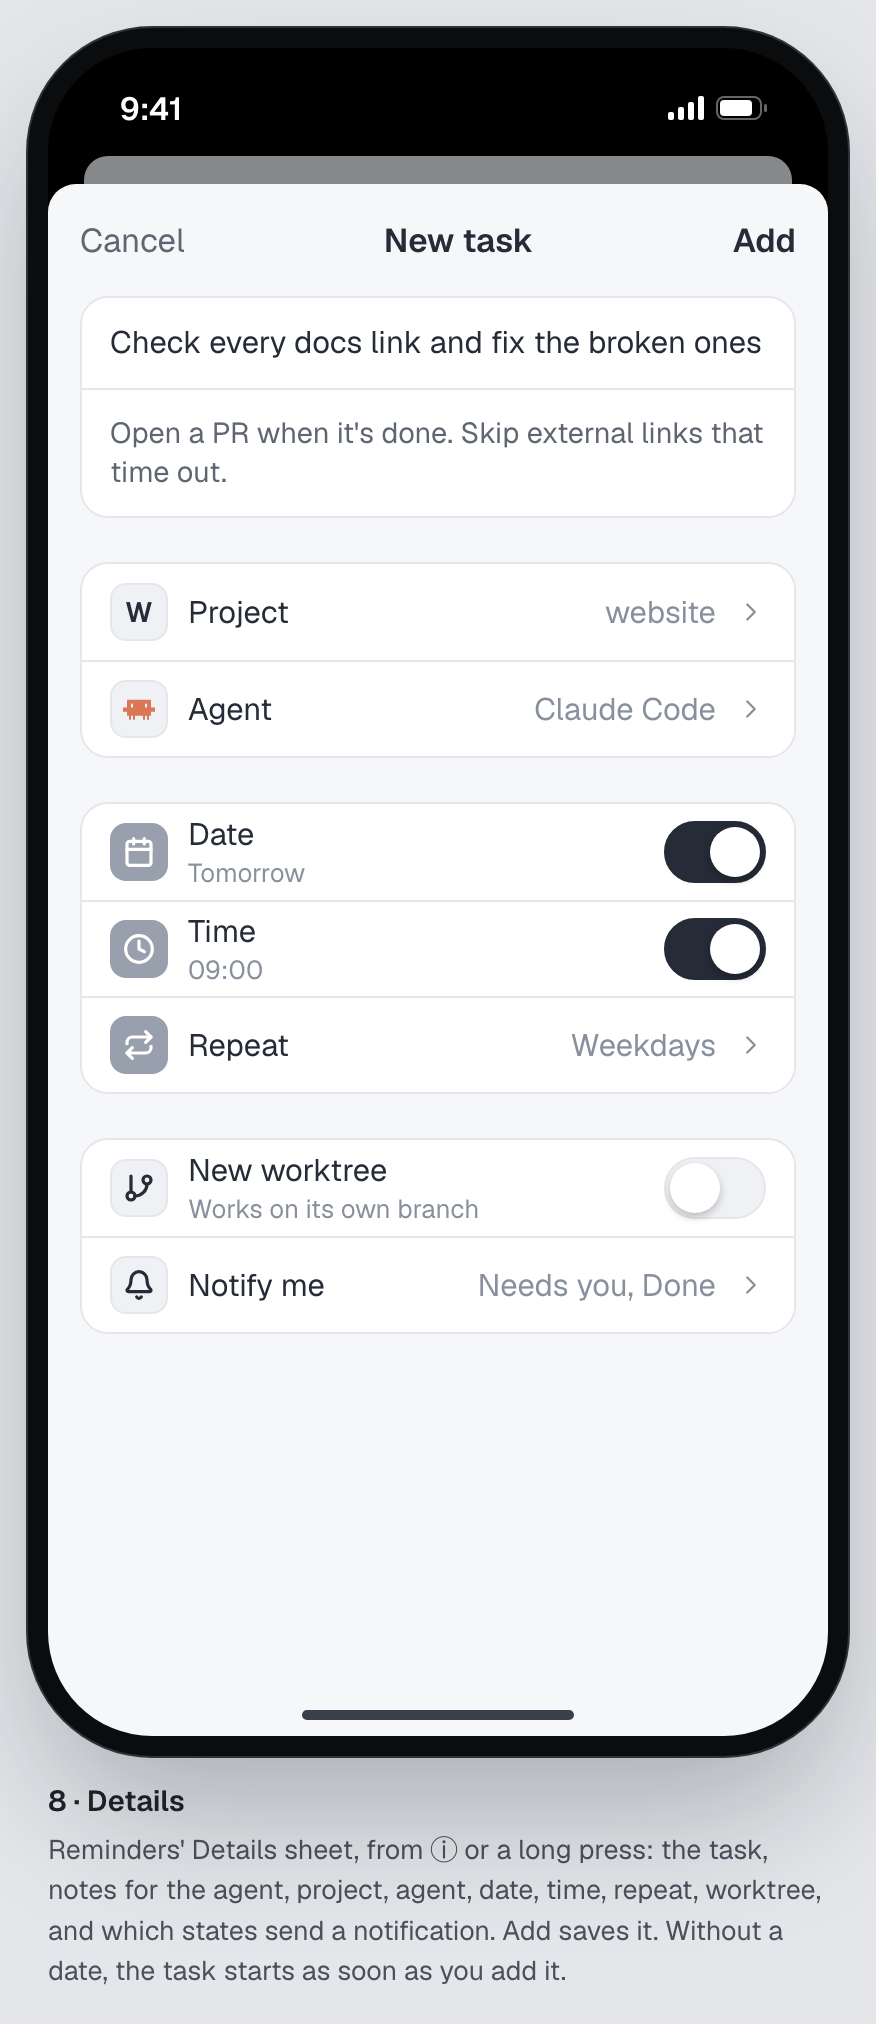 9:41
Cancel
New task
Add
Check every docs link and fix the broken ones
Open a PR when it's done. Skip external links that
time out.
W
Project
website
Agent
Claude Code
Date
Tomorrow
Time
09:00
Repeat
Weekdays
New worktree
Works on its own branch
Notify me
Needs you, Done
8 · Details
Reminders' Details sheet, from ⓘ or a long press: the task,
notes for the agent, project, agent, date, time, repeat, worktree,
and which states send a notification. Add saves it. Without a
date, the task starts as soon as you add it.